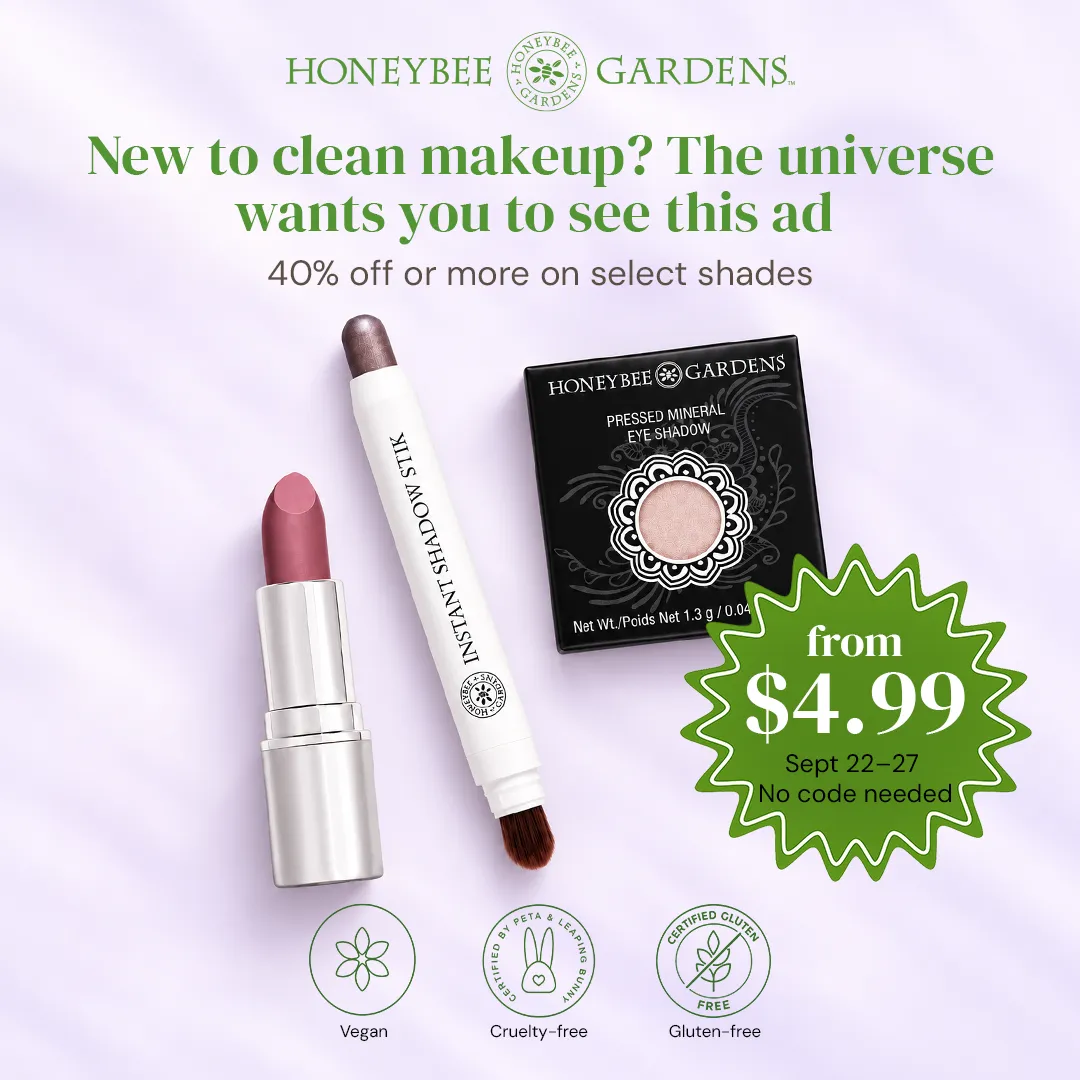 HONEYBEE HONEYBEE GARDENS GARDENS™
New to clean makeup? The universe
wants you to see this ad
40% off or more on select shades
INSTANT SHADOW STIK
HONEYBEE GARDENS
HONEYBEE GARDENS
PRESSED MINERAL
EYE SHADOW
Net Wt./Poids Net 1.3 g / 0.04
from
$4.99
Sept 22–27
No code needed
CERTIFIED BY PETA & LEAPING BUNNY
CERTIFIED GLUTEN
FREE
Vegan
Cruelty-free
Gluten-free